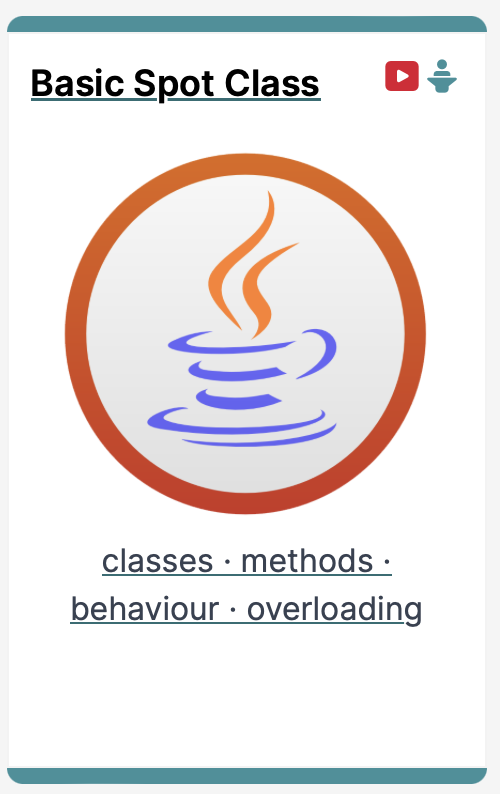 Basic Spot Class
classes · methods ·
behaviour · overloading